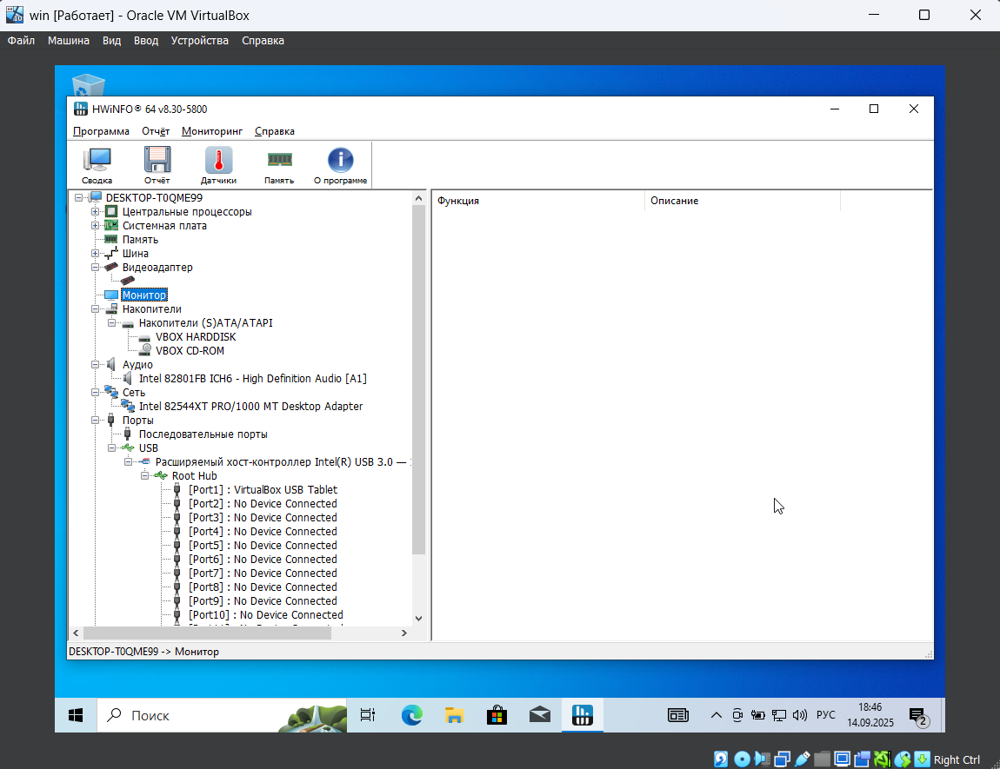 win [Работает] - Oracle VM VirtualBox
Файл Машина Вид Ввод Устройства Справка
HWiNFO® 64 v8.30-5800
Программа Отчёт Мониторинг Справка
Сводка Отчёт Датчики Память О программе
DESKTOP-T0QME99
Центральные процессоры
Системная плата
Память
Шина
Видеоадаптер
Монитор
Накопители
Накопители (S)ATA/ATAPI
VBOX HARDDISK
VBOX CD-ROM
Аудио
Intel 82801FB ICH6 - High Definition Audio [A1]
Сеть
Intel 82544XT PRO/1000 MT Desktop Adapter
Порты
Последовательные порты
USB
Расширяемый хост-контроллер Intel(R) USB 3.0 —
Root Hub
[Port1] : VirtualBox USB Tablet
[Port2] : No Device Connected
[Port3] : No Device Connected
[Port4] : No Device Connected
[Port5] : No Device Connected
[Port6] : No Device Connected
[Port7] : No Device Connected
[Port8] : No Device Connected
[Port9] : No Device Connected
[Port10] : No Device Connected
Функция Описание
DESKTOP-T0QME99 -> Монитор
Поиск
РУС
18:46
14.09.2025
2
Right Ctrl